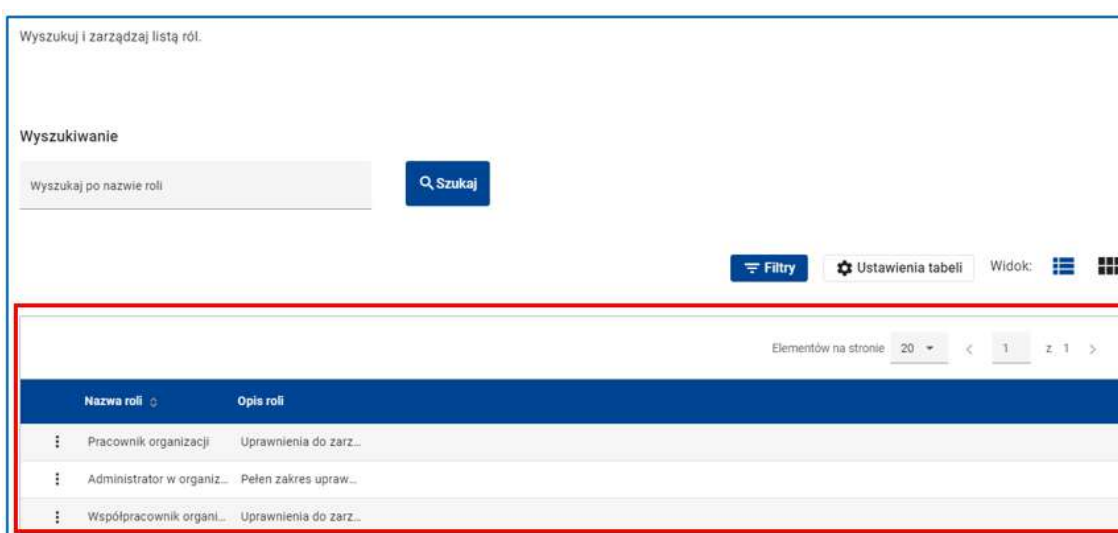 Wyszukuj i zarządzaj listą ról.
Wyszukiwanie
Wyszukaj po nazwie roli
Szukaj
Filtry
Ustawienia tabeli
Widok:
Elementów na stronie 20 < 1 z 1 >
Nazwa roli Opis roli
Pracownik organizacji Uprawnienia do zarz...
Administrator w organiz... Pełen zakres upraw...
Współpracownik organi... Uprawnienia do zarz...